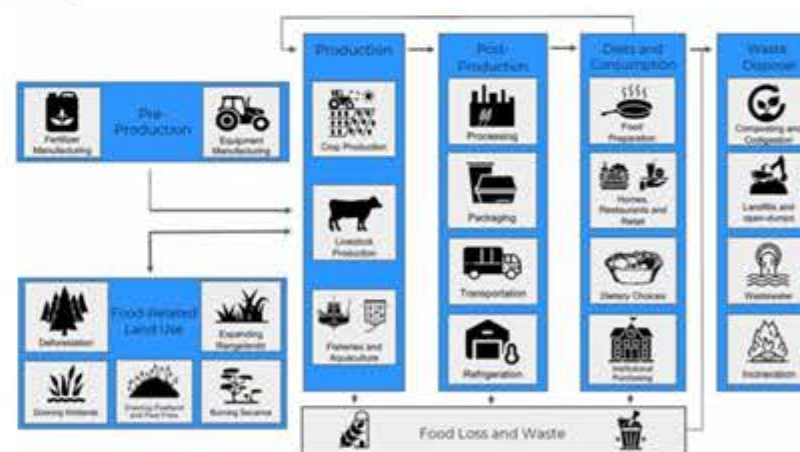 Production
Post-
Production
Diets and
Consumption
Waste
Disposal
Pre-
Production
Fertilizer
Manufacturing
Equipment
Manufacturing
Crop Production
Livestock
Production
Fisheries and
Aquaculture
Processing
Packaging
Transportation
Refrigeration
Food
Preparation
Homes,
Restaurants and
Retail
Dietary Choices
Institutional
Purchasing
Composting and
Codigestion
Landfills and
open-dumps
Wastewater
Incineration
Food-Related
Land Use
Deforestation
Expanding
Rangelands
Draining Wetlands
Draining Peatland
and Peat Fires
Burning Savanna
Food Loss and Waste